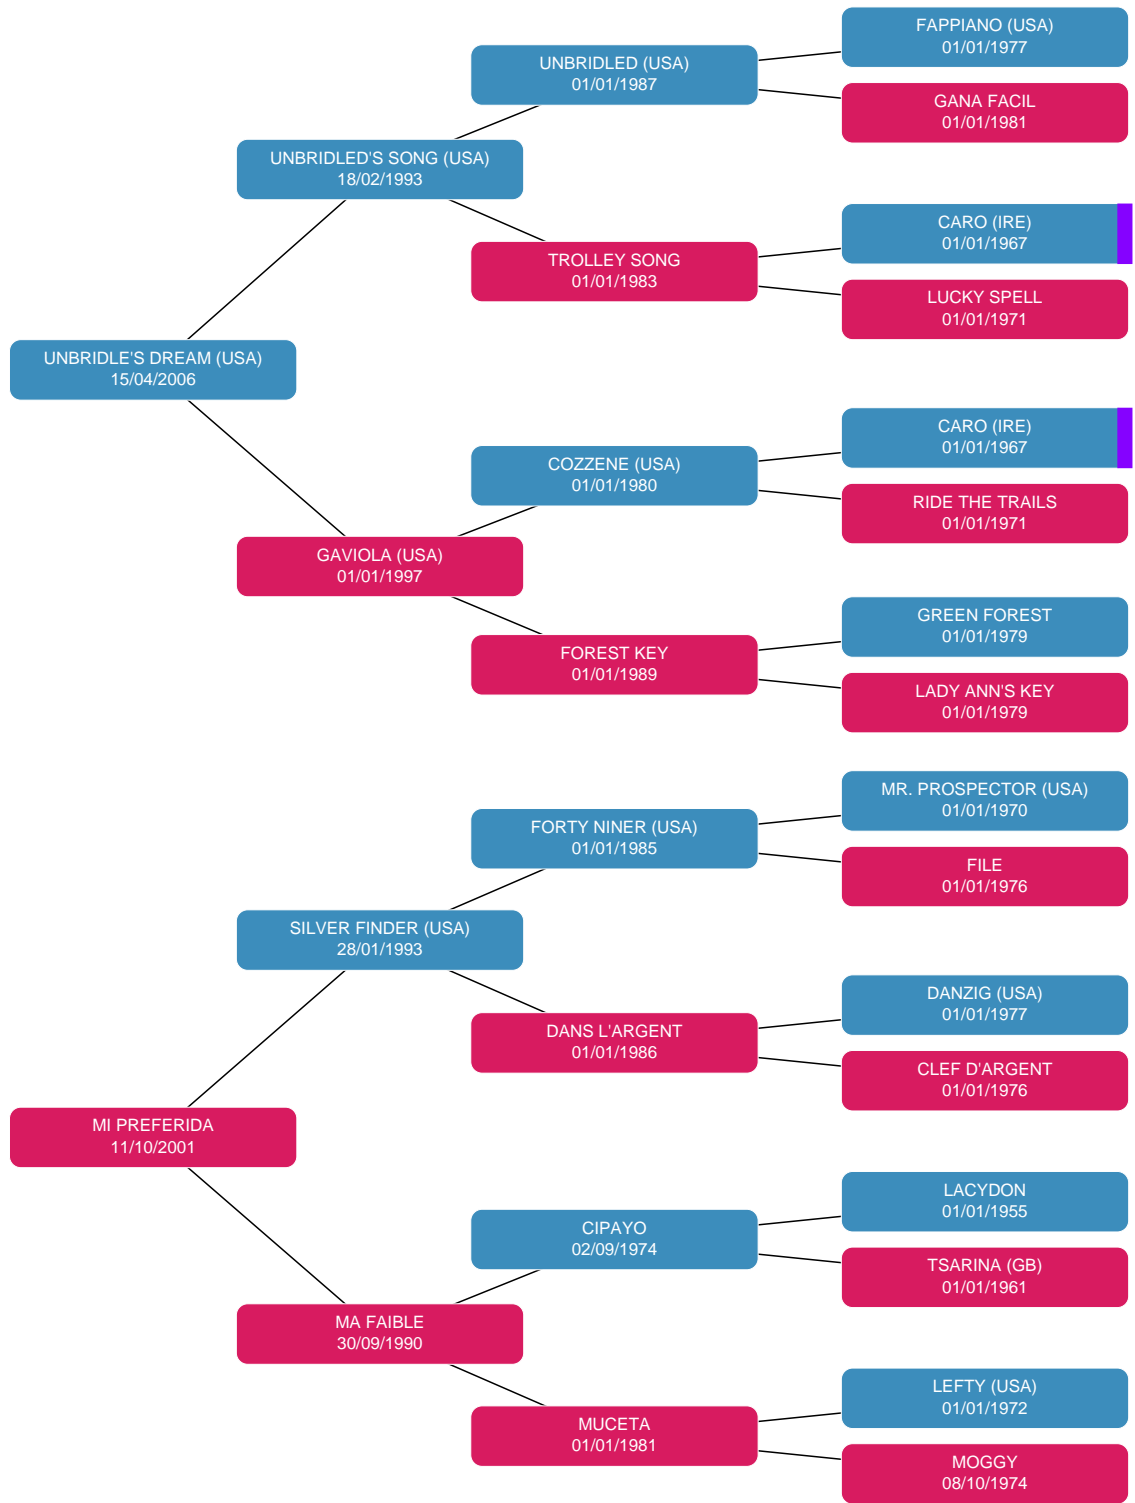 FAPPIANO (USA)
01/01/1977
UNBRIDLED (USA)
01/01/1987
GANA FACIL
01/01/1981
UNBRIDLED'S SONG (USA)
18/02/1993
CARO (IRE)
01/01/1967
TROLLEY SONG
01/01/1983
LUCKY SPELL
01/01/1971
UNBRIDLE'S DREAM (USA)
15/04/2006
CARO (IRE)
01/01/1967
COZZENE (USA)
01/01/1980
RIDE THE TRAILS
01/01/1971
GAVIOLA (USA)
01/01/1997
GREEN FOREST
01/01/1979
FOREST KEY
01/01/1989
LADY ANN'S KEY
01/01/1979
MR. PROSPECTOR (USA)
01/01/1970
FORTY NINER (USA)
01/01/1985
FILE
01/01/1976
SILVER FINDER (USA)
28/01/1993
DANZIG (USA)
01/01/1977
DANS L'ARGENT
01/01/1986
CLEF D'ARGENT
01/01/1976
MI PREFERIDA
11/10/2001
LACYDON
01/01/1955
CIPAYO
02/09/1974
TSARINA (GB)
01/01/1961
MA FAIBLE
30/09/1990
LEFTY (USA)
01/01/1972
MUCETA
01/01/1981
MOGGY
08/10/1974